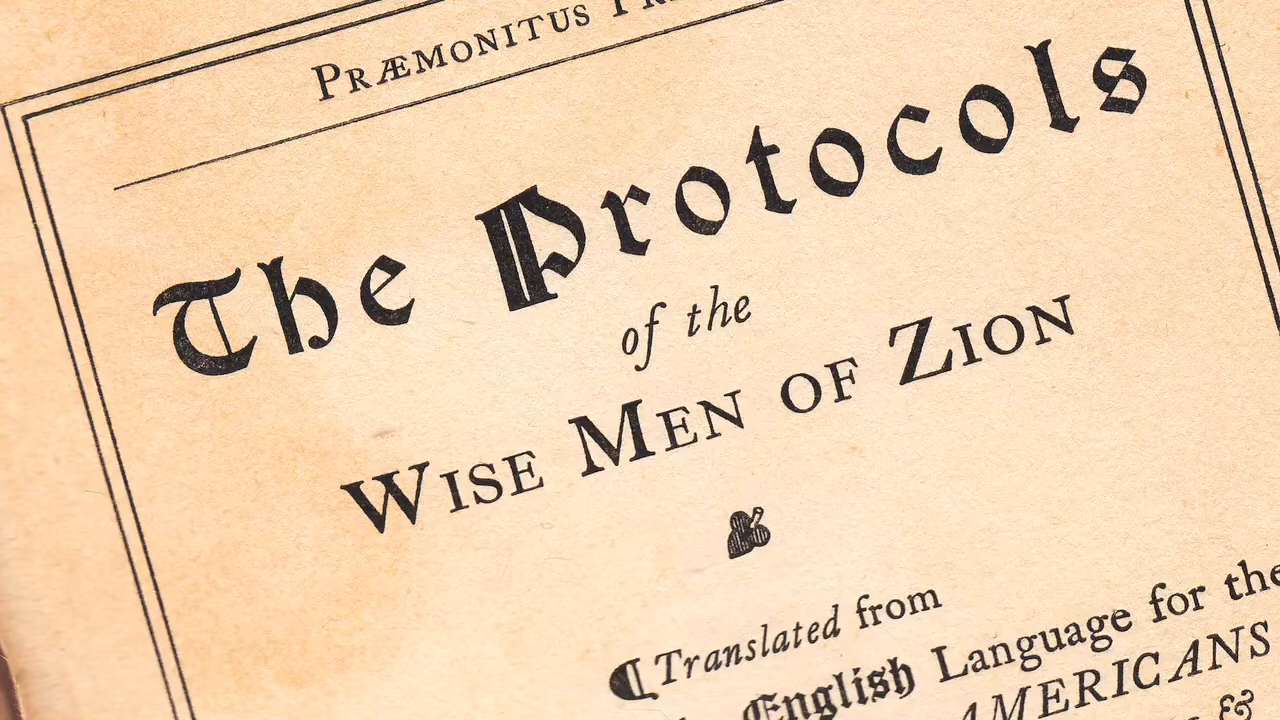 PRÆMONITUS
The Protocols
of the
WISE MEN OF ZION
Translated from
English Language for the
AMERICANS
&